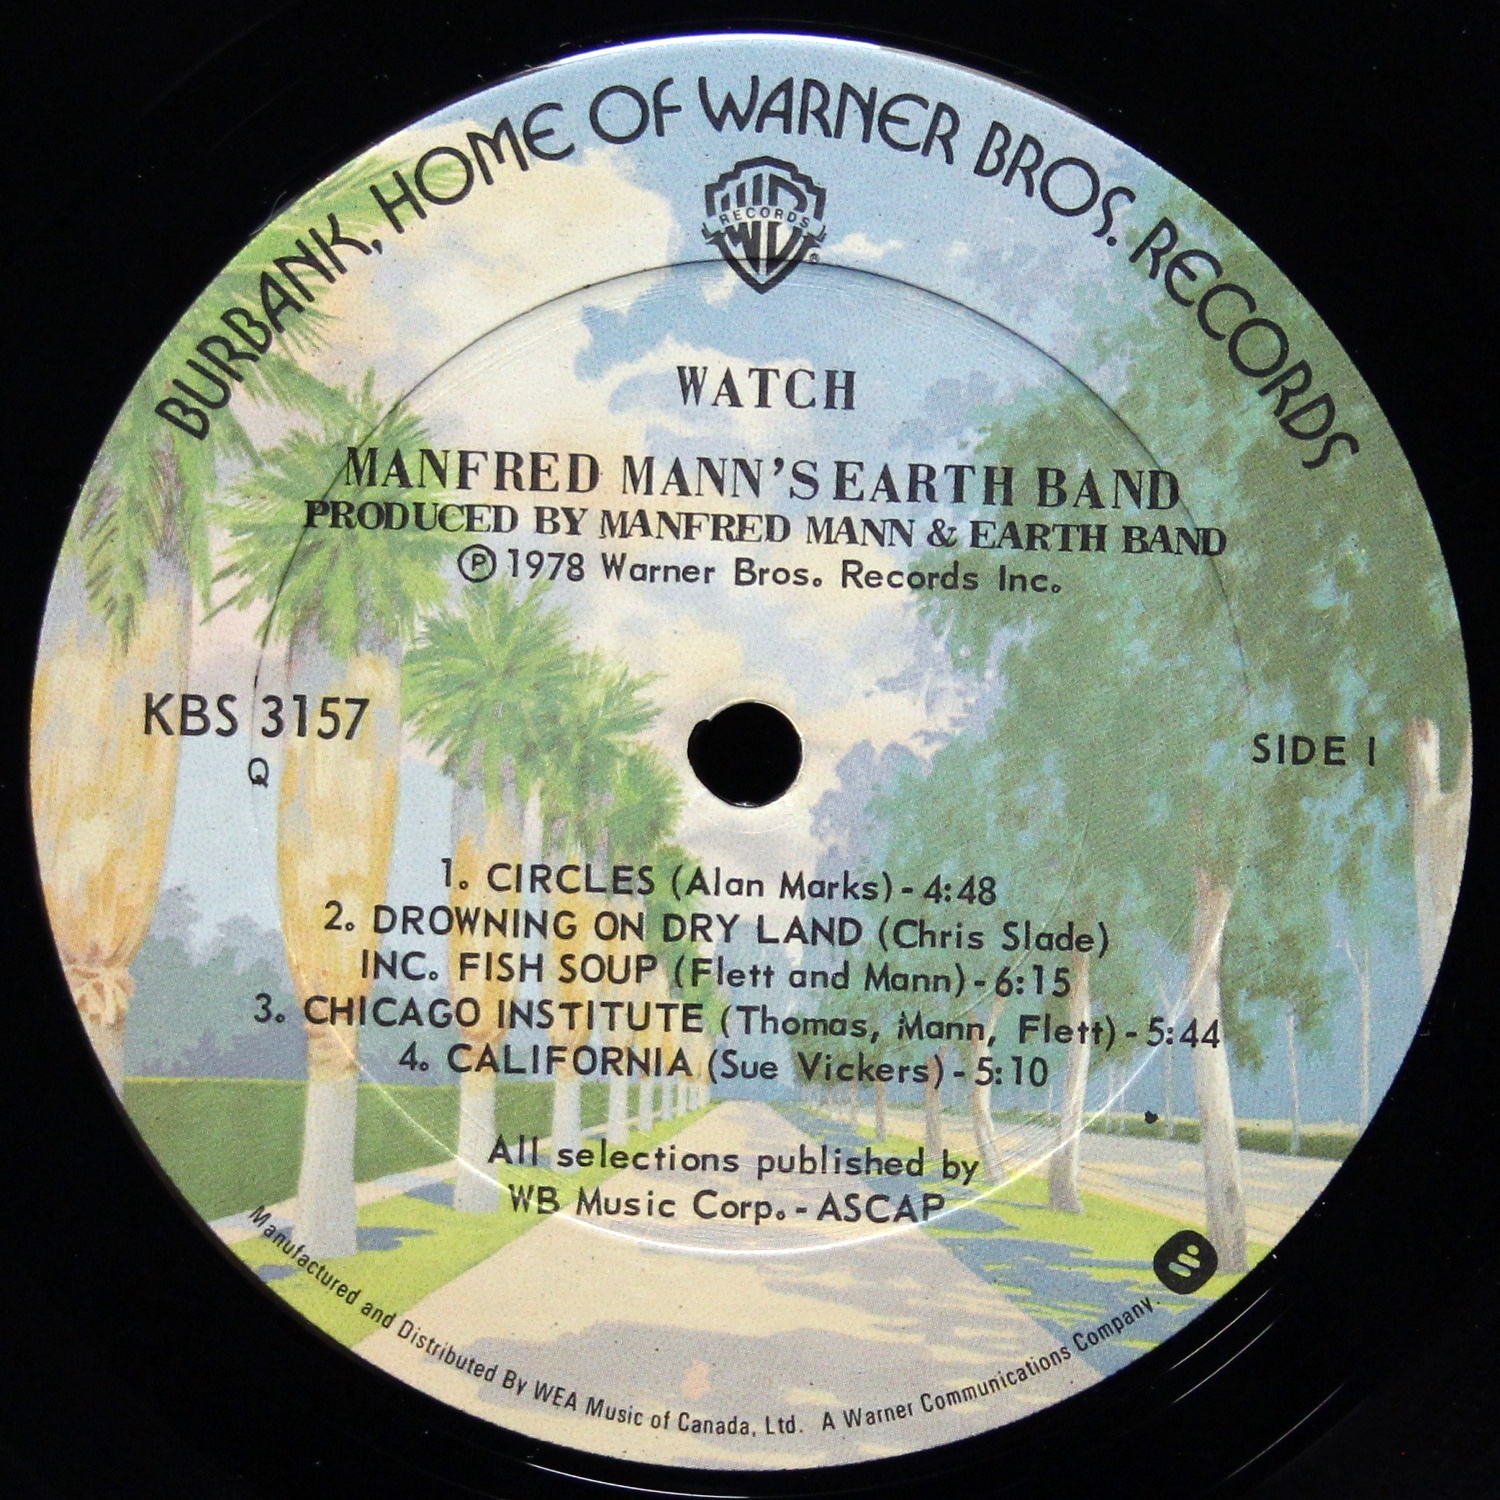 BURBANK, HOME OF WARNER BROS. RECORDS
RECORDS
®
WATCH
MANFRED MANN'S EARTH BAND
PRODUCED BY MANFRED MANN & EARTH BAND
℗ 1978 Warner Bros. Records Inc.
KBS 3157
Q
SIDE 1
1. CIRCLES (Alan Marks) - 4:48
2. DROWNING ON DRY LAND (Chris Slade)
INC. FISH SOUP (Flett and Mann) - 6:15
3. CHICAGO INSTITUTE (Thomas, Mann, Flett) - 5:44
4. CALIFORNIA (Sue Vickers) - 5:10
All selections published by
WB Music Corp. - ASCAP
Manufactured and Distributed By WEA Music of Canada, Ltd. A Warner Communications Company.